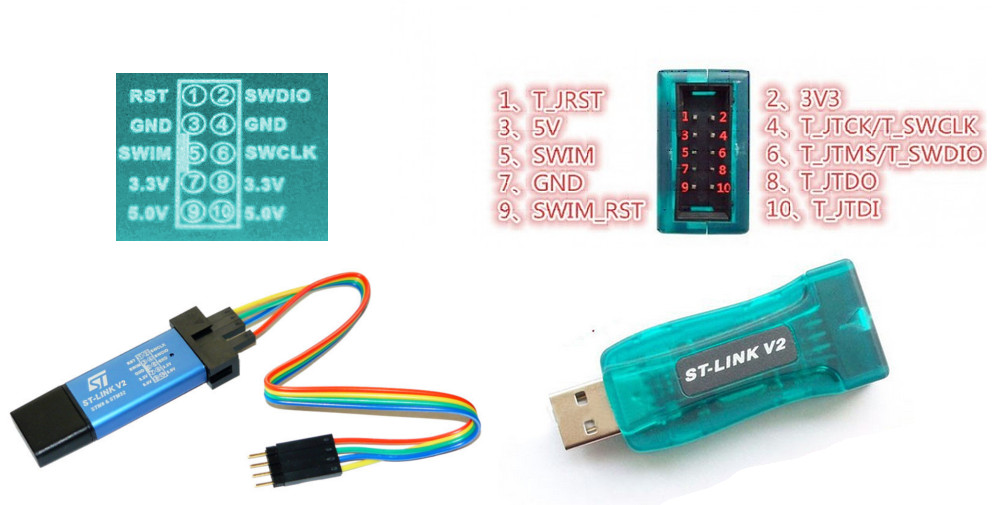 RST 1 2 SWDIO
GND 3 4 GND
SWIM 5 6 SWCLK
3.3V 7 8 3.3V
5.0V 9 10 5.0V
1、T_JRST
3、5V
5、SWIM
7、GND
9、SWIM_RST
1 2
3 4
5 6
7 8
9 10
2、3V3
4、T_JTCK/T_SWCLK
6、T_JTMS/T_SWDIO
8、T_JTDO
10、T_JTDI
ST
ST-LINK V2
STM8 & STM32
ST-LINK V2